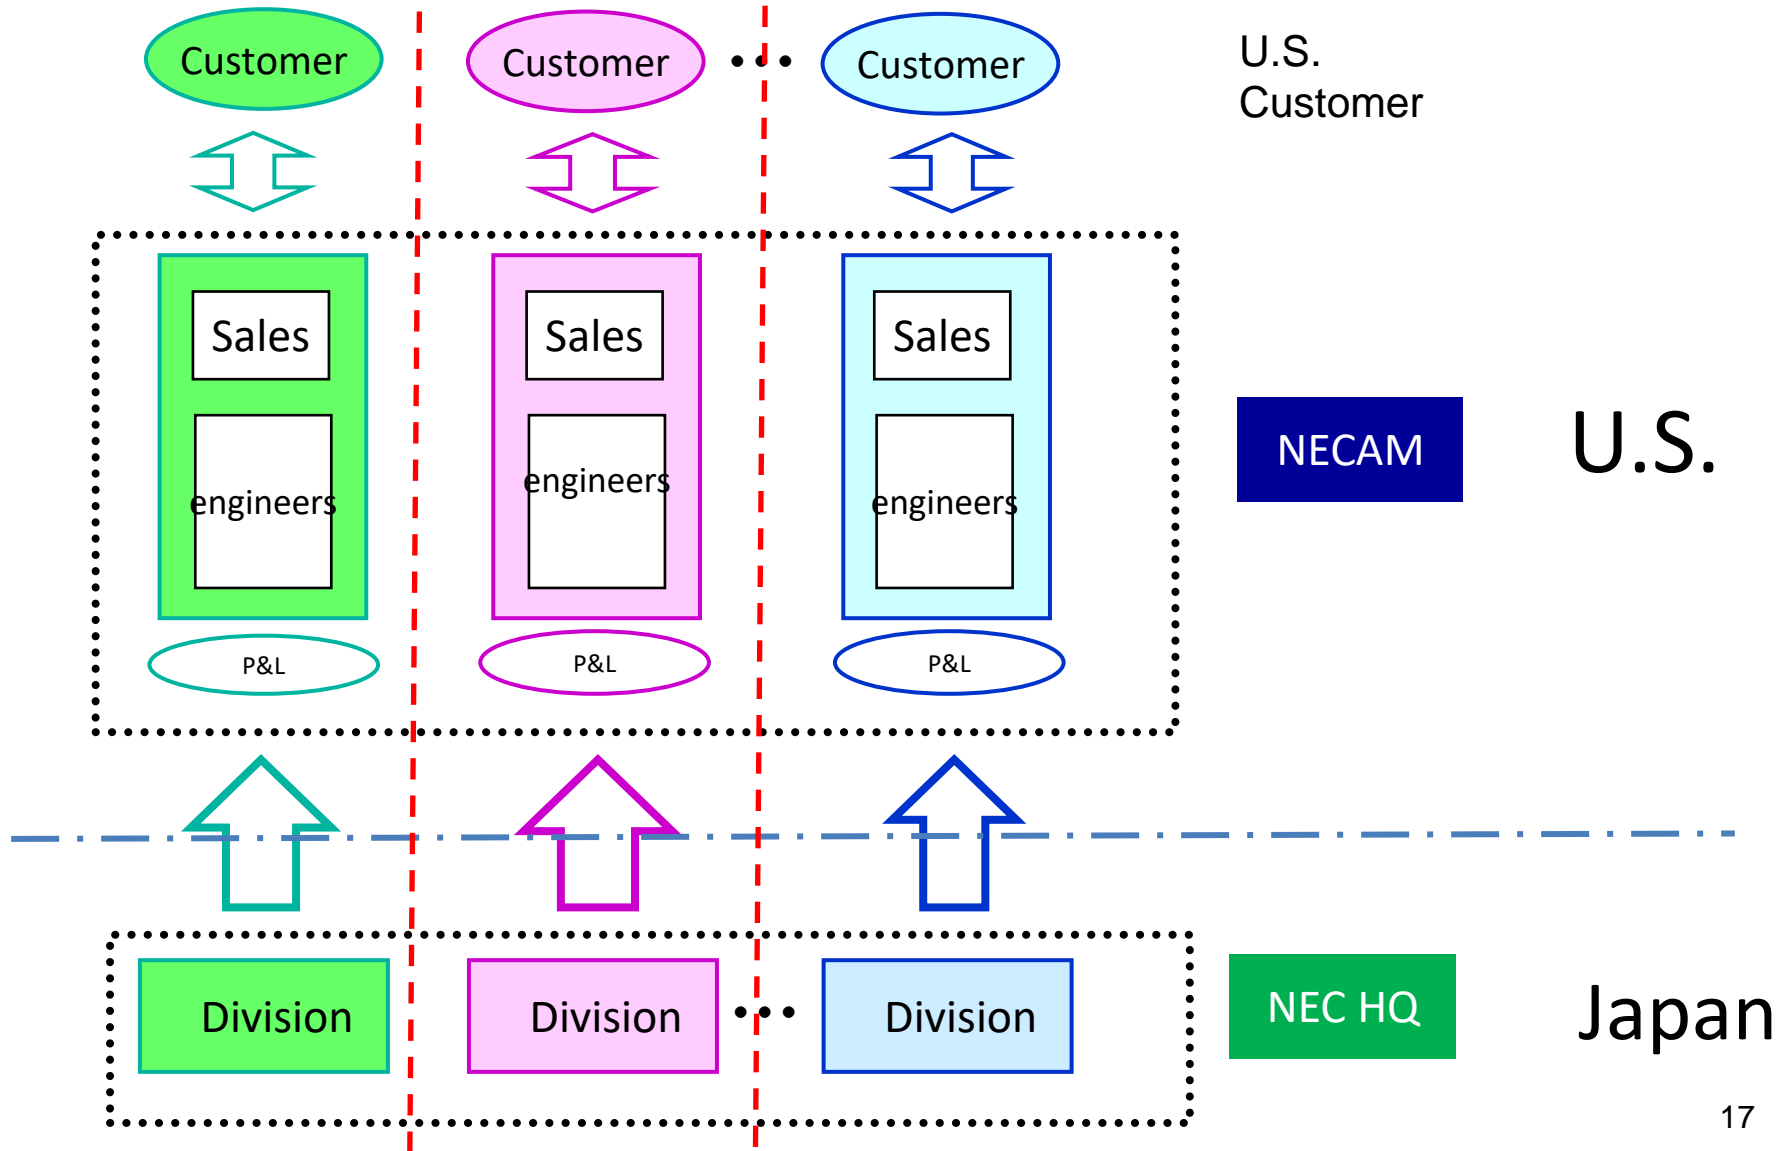 Customer
Customer
Customer
U.S.
Customer
Sales
Sales
Sales
engineers
engineers
engineers
NECAM
U.S.
P&L
P&L
P&L
Division
Division
Division
NEC HQ
Japan
17